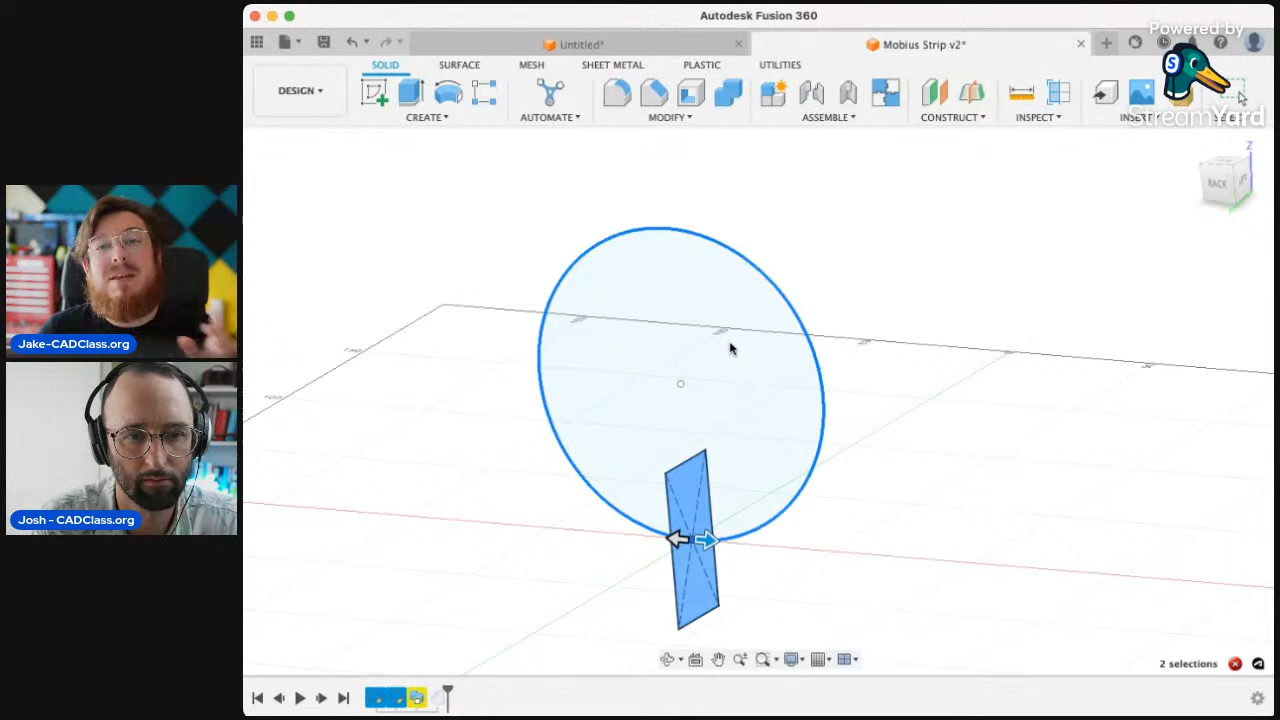 Autodesk Fusion 360
Powered by
Untitled*
Mobius Strip v2*
SOLID
SURFACE
MESH
SHEET METAL
PLASTIC
UTILITIES
DESIGN
CREATE
AUTOMATE
MODIFY
ASSEMBLE
CONSTRUCT
INSPECT
INSERT
StreamYard
Z
BACK
Jake-CADClass.org
Josh - CADClass.org
2 selections